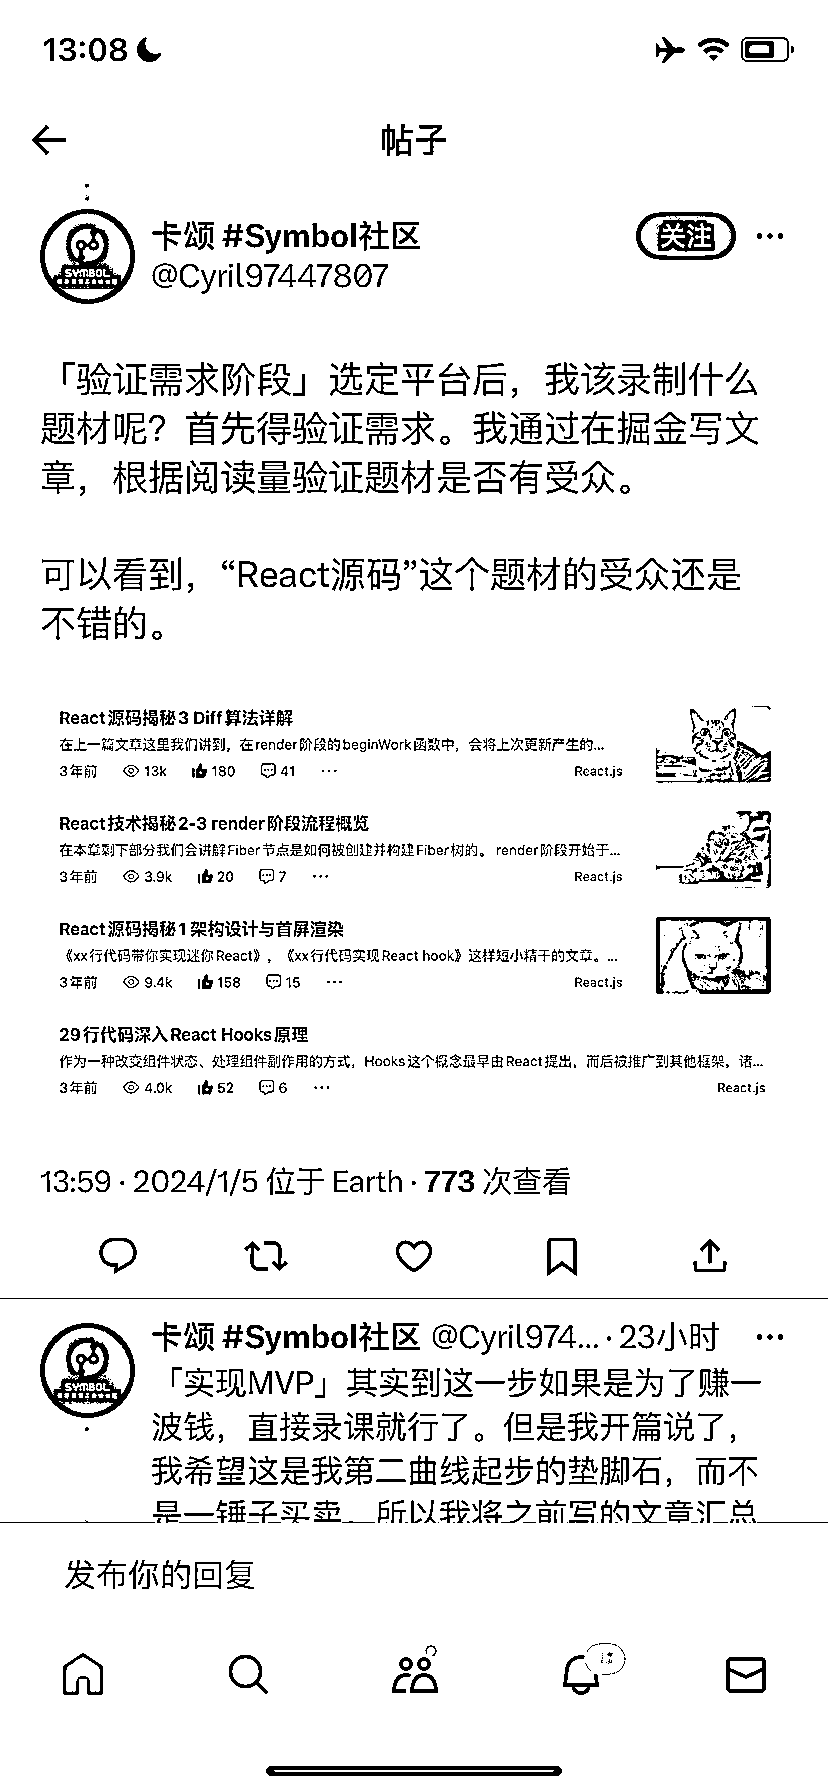 13:08
帖子
卡颂 #Symbol社区
关注
@Cyril97447807
SYMBOL
「验证需求阶段」选定平台后，我该录制什么
题材呢？首先得验证需求。我通过在掘金写文
章，根据阅读量验证题材是否有受众。
可以看到，“React源码”这个题材的受众还是
不错的。
React源码揭秘3 Diff算法详解
在上一篇文章这里我们讲到，在render阶段的beginWork函数中，会将上次更新产生的...
3年前 13k 180 41 ... React.js
React技术揭秘2-3 render阶段流程概览
在本章剩下部分我们会讲解Fiber节点是如何被创建并构建Fiber树的。 render阶段开始于...
3年前 3.9k 20 7 ... React.js
React源码揭秘1 架构设计与首屏渲染
《xx行代码带你实现迷你React》，《xx行代码实现React hook》这样短小精干的文章。...
3年前 9.4k 158 15 ... React.js
29行代码深入React Hooks原理
作为一种改变组件状态、处理组件副作用的方式，Hooks这个概念最早由React提出，而后被推广到其他框架，诸...
3年前 4.0k 52 6 ... React.js
13:59 · 2024/1/5 位于 Earth · 773 次查看
卡颂 #Symbol社区 @Cyril974... · 23小时
SYMBOL
「实现MVP」其实到这一步如果是为了赚一
波钱，直接录课就行了。但是我开篇说了，
我希望这是我第二曲线起步的垫脚石，而不
是一锤子买卖。所以我将之前写的文章汇总
发布你的回复